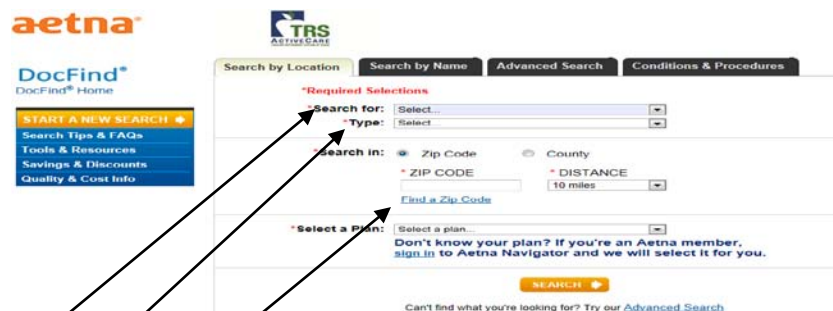 aetna
TRS
ACTIVECARE
DocFind®
DocFind® Home
START A NEW SEARCH
Search Tips & FAQs
Tools & Resources
Savings & Discounts
Quality & Cost Info
Search by Location Search by Name Advanced Search Conditions & Procedures
*Required Selections
*Search for: Select...
*Type: Select...
*Search in: Zip Code County
* ZIP CODE * DISTANCE
10 miles
Find a Zip Code
*Select a Plan: Select a plan...
Don't know your plan? If you're an Aetna member,
sign in to Aetna Navigator and we will select it for you.
SEARCH
Can't find what you're looking for? Try our Advanced Search